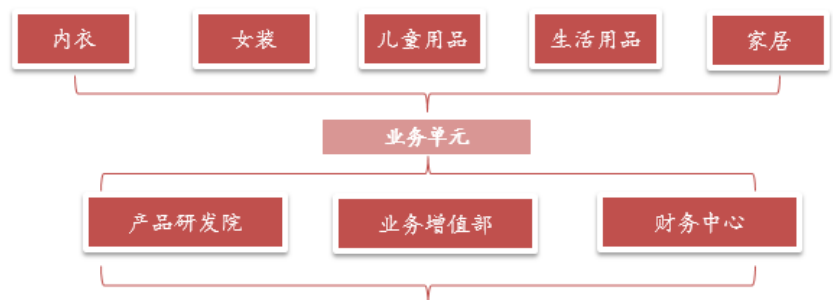 内衣
女装
儿童用品
生活用品
家居
业务单元
产品研发院
业务增值部
财务中心